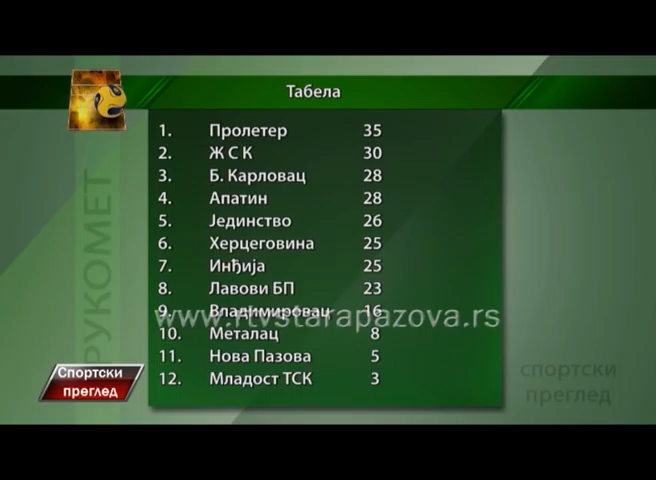 Табела
1. Пролетер 35
2. Ж С К 30
3. Б. Карловац 28
4. Апатин 28
5. Јединство 26
6. Херцеговина 25
7. Инђија 25
8. Лавови БП 23
9. Владимировац 16
www.rtvstarapazova.rs
10. Металац 8
11. Нова Пазова 5
12. Младост ТСК 3
РУКОМЕТ
Спортски
преглед
спортски
преглед